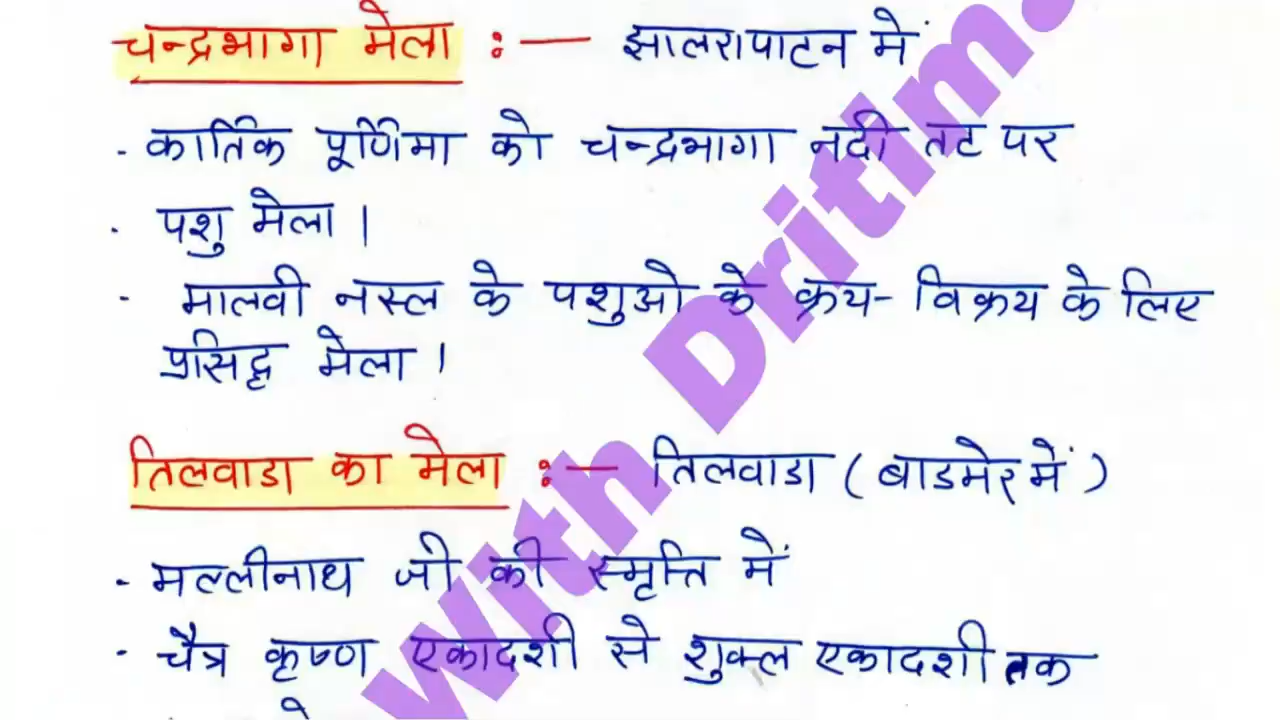 चन्द्रभागा मेला :— झालरापाटन में
- कार्तिक पूर्णिमा को चन्द्रभागा नदी तट पर
- पशु मेला।
- मालवी नस्ल के पशुओ के क्रय-विक्रय के लिए
प्रसिद्ध मेला।
तिलवाडा का मेला :— तिलवाडा (बाडमेर में)
- मल्लीनाथ जी की स्मृति में
- चैत्र कृष्ण एकादशी से शुक्ल एकादशी तक
With Dritim